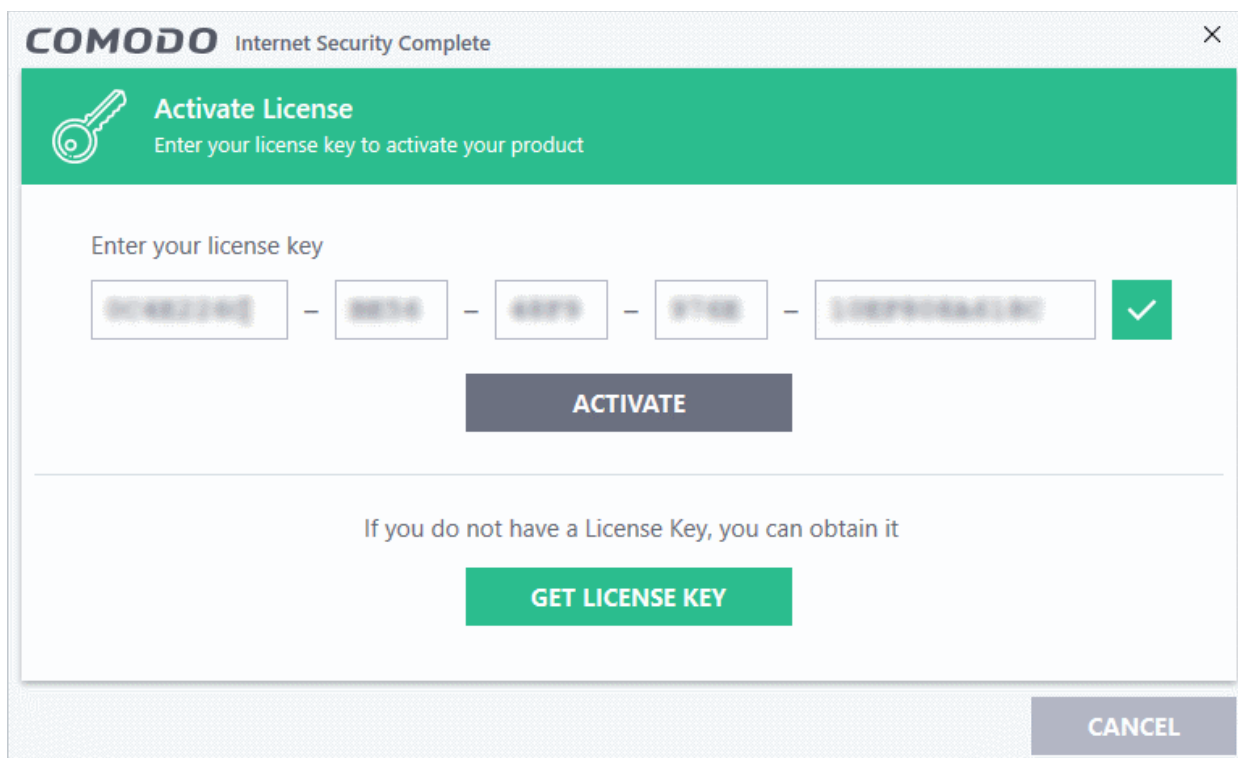 COMODO Internet Security Complete
Activate License
Enter your license key to activate your product
Enter your license key
– – – –
ACTIVATE
If you do not have a License Key, you can obtain it
GET LICENSE KEY
CANCEL